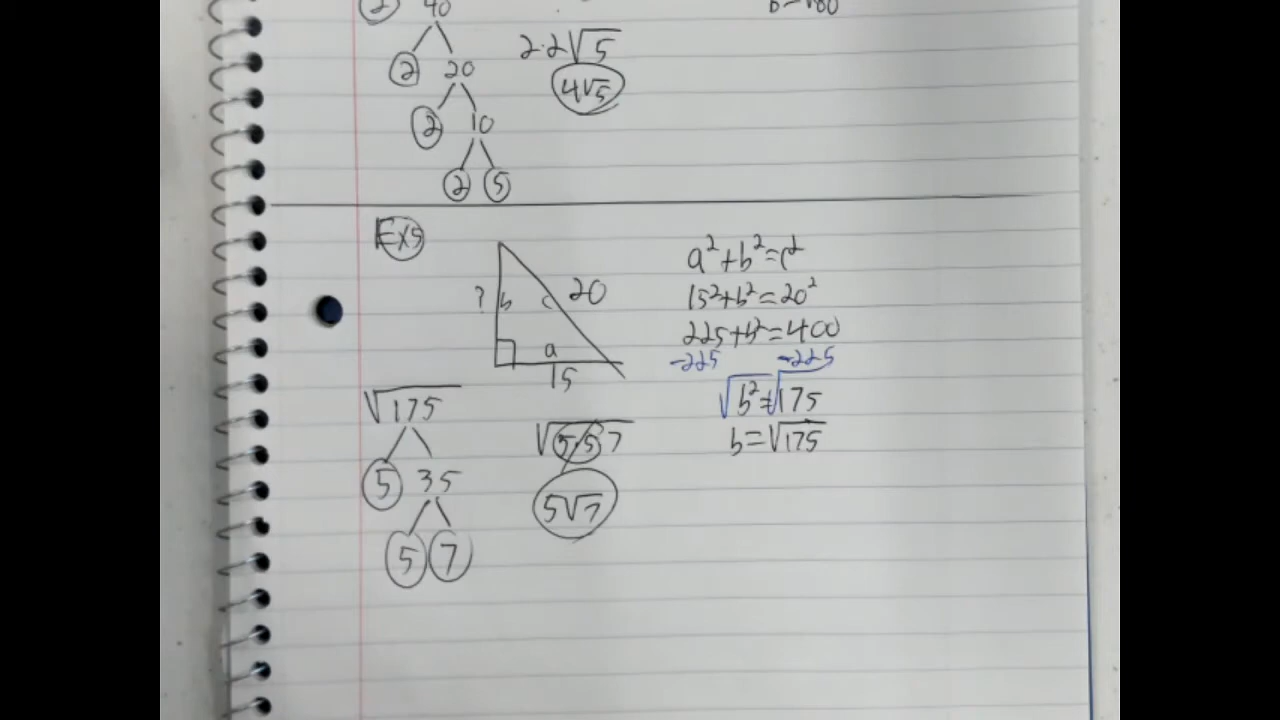 2 40
b=√80
2 20
2·2√5
4√5
2 10
2 5
Ex5
? b c 20
a
15
a²+b²=c²
15²+b²=20²
225+b²=400
-225 -225
√b²=√175
b=√175
√175
5 35
5 7
√5·5 7
5√7